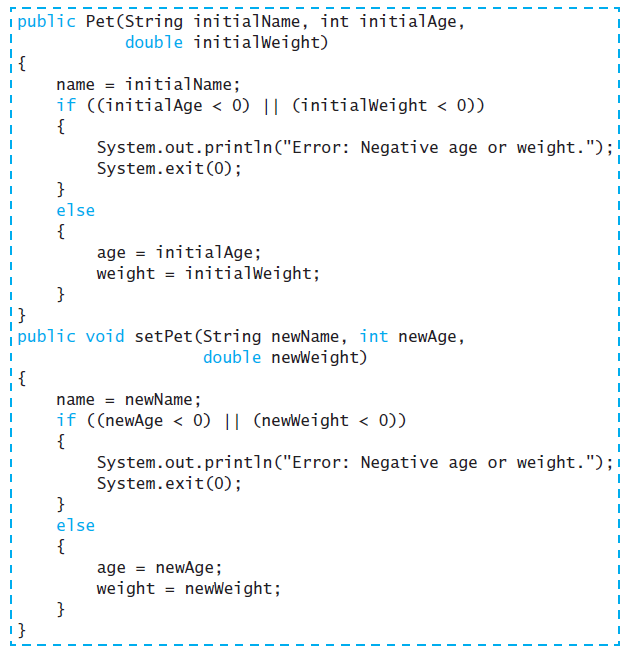 public Pet(String initialName, int initialAge,
           double initialWeight)
{
    name = initialName;
    if ((initialAge < 0) || (initialWeight < 0))
    {
        System.out.println("Error: Negative age or weight.");
        System.exit(0);
    }
    else
    {
        age = initialAge;
        weight = initialWeight;
    }
}
public void setPet(String newName, int newAge,
                   double newWeight)
{
    name = newName;
    if ((newAge < 0) || (newWeight < 0))
    {
        System.out.println("Error: Negative age or weight.");
        System.exit(0);
    }
    else
    {
        age = newAge;
        weight = newWeight;
    }
}